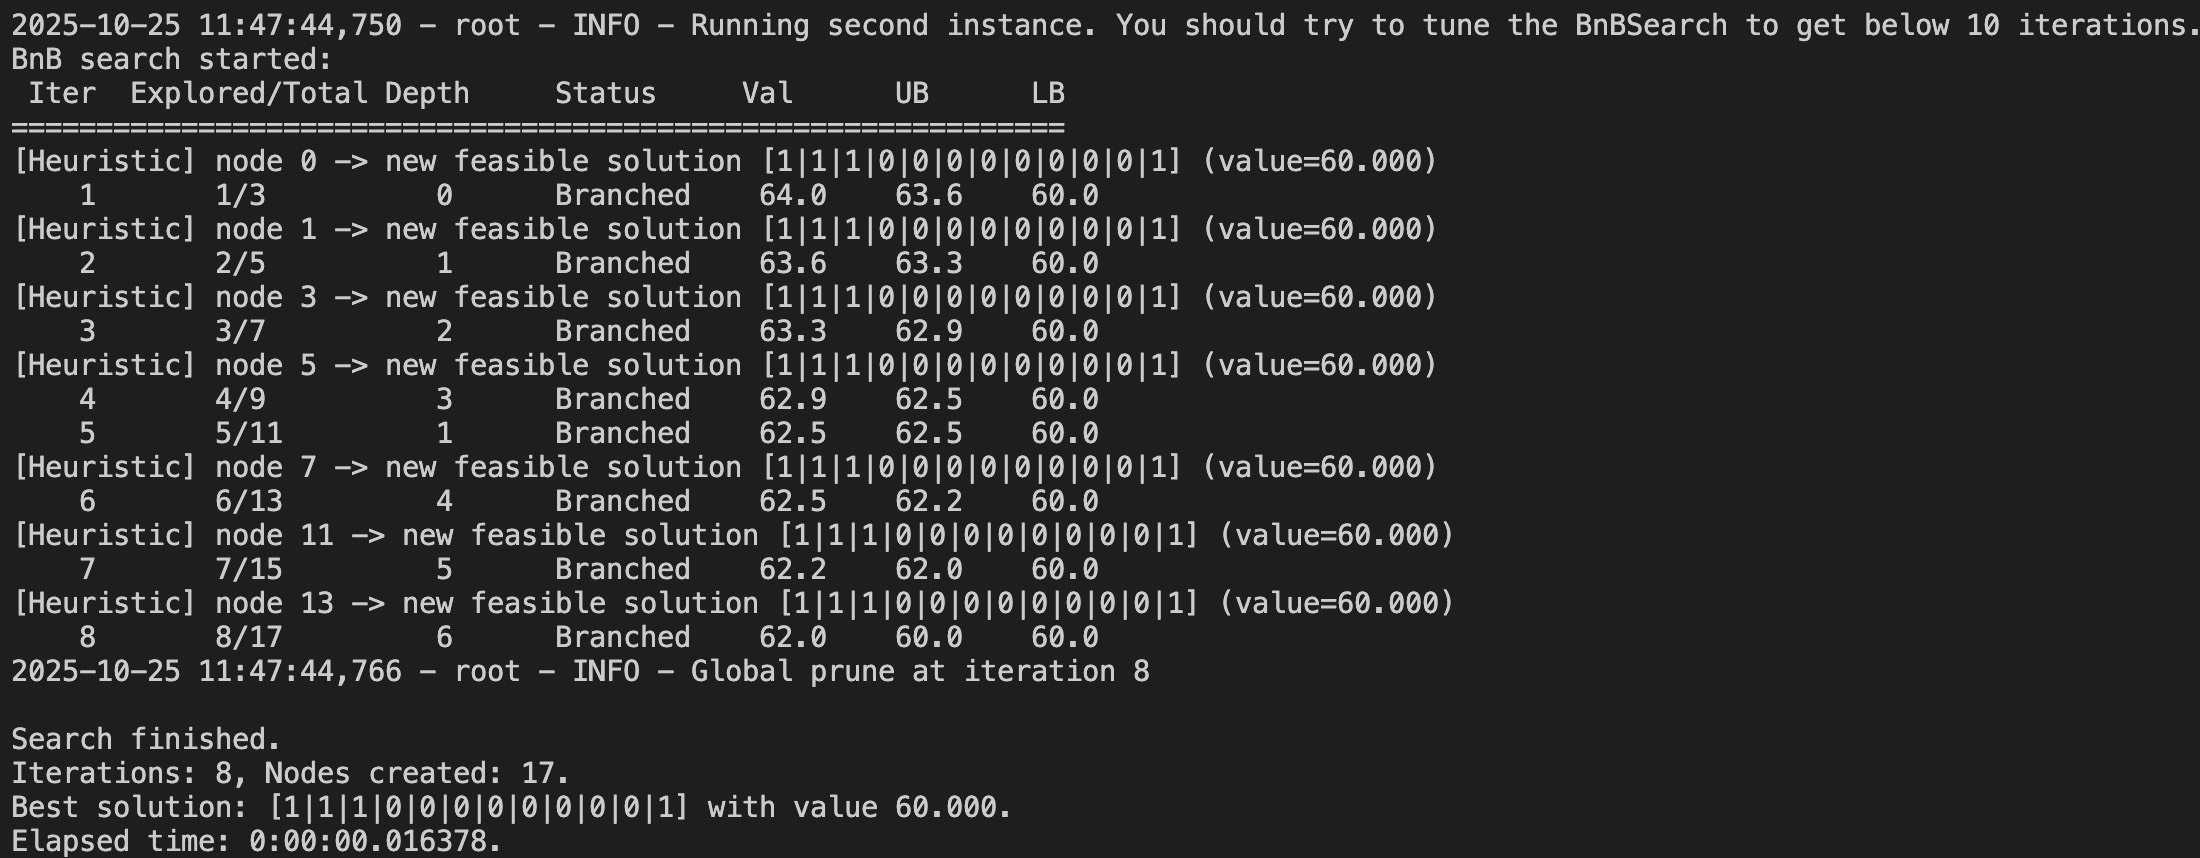 2025-10-25 11:47:44,750 - root - INFO - Running second instance. You should try to tune the BnBSearch to get below 10 iterations.
BnB search started:
 Iter  Explored/Total Depth     Status     Val      UB      LB
==============================================================
[Heuristic] node 0 -> new feasible solution [1|1|1|0|0|0|0|0|0|0|0|1] (value=60.000)
    1       1/3          0      Branched    64.0    63.6    60.0
[Heuristic] node 1 -> new feasible solution [1|1|1|0|0|0|0|0|0|0|0|1] (value=60.000)
    2       2/5          1      Branched    63.6    63.3    60.0
[Heuristic] node 3 -> new feasible solution [1|1|1|0|0|0|0|0|0|0|0|1] (value=60.000)
    3       3/7          2      Branched    63.3    62.9    60.0
[Heuristic] node 5 -> new feasible solution [1|1|1|0|0|0|0|0|0|0|0|1] (value=60.000)
    4       4/9          3      Branched    62.9    62.5    60.0
    5       5/11         1      Branched    62.5    62.5    60.0
[Heuristic] node 7 -> new feasible solution [1|1|1|0|0|0|0|0|0|0|0|1] (value=60.000)
    6       6/13         4      Branched    62.5    62.2    60.0
[Heuristic] node 11 -> new feasible solution [1|1|1|0|0|0|0|0|0|0|0|1] (value=60.000)
    7       7/15         5      Branched    62.2    62.0    60.0
[Heuristic] node 13 -> new feasible solution [1|1|1|0|0|0|0|0|0|0|0|1] (value=60.000)
    8       8/17         6      Branched    62.0    60.0    60.0
2025-10-25 11:47:44,766 - root - INFO - Global prune at iteration 8
Search finished.
Iterations: 8, Nodes created: 17.
Best solution: [1|1|1|0|0|0|0|0|0|0|0|1] with value 60.000.
Elapsed time: 0:00:00.016378.